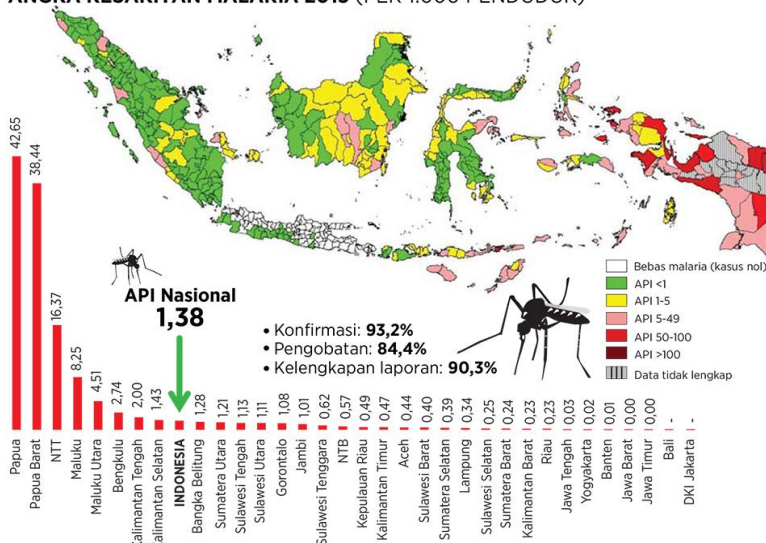 ANGKA KESAKITAN MALARIA 2013 (PER 1.000 PENDUDUK)
API Nasional
1,38
• Konfirmasi: 93,2%
• Pengobatan: 84,4%
• Kelengkapan laporan: 90,3%
Bebas malaria (kasus nol)
API <1
API 1-5
API 5-49
API 50-100
API >100
Data tidak lengkap
42,65
38,44
16,37
8,25
4,51
2,74
2,00
1,43
1,28
1,21
1,13
1,11
1,08
1,01
0,62
0,57
0,49
0,47
0,44
0,40
0,39
0,34
0,25
0,24
0,23
0,23
0,03
0,02
0,01
0,00
0,00
-
-
Papua
Papua Barat
NTT
Maluku
Maluku Utara
Bengkulu
Kalimantan Tengah
Kalimantan Selatan
INDONESIA
Bangka Belitung
Sumatera Utara
Sulawesi Tengah
Sulawesi Utara
Gorontalo
Jambi
Sulawesi Tenggara
NTB
Kepulauan Riau
Kalimantan Timur
Aceh
Sulawesi Barat
Sumatera Selatan
Lampung
Sulawesi Selatan
Sumatera Barat
Kalimantan Barat
Riau
Jawa Tengah
Yogyakarta
Banten
Jawa Barat
Jawa Timur
Bali
DKI Jakarta